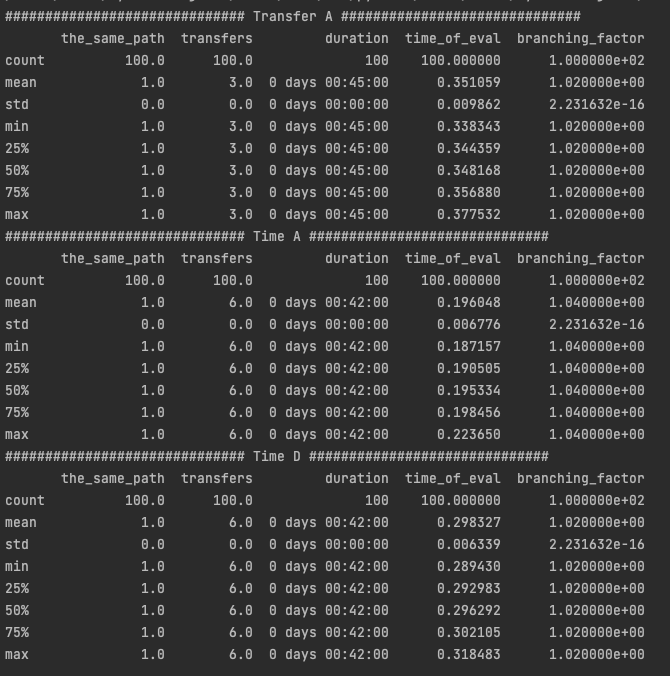 ############################## Transfer A ##############################
the_same_path transfers duration time_of_eval branching_factor
count 100.0 100.0 100 100.000000 1.000000e+02
mean 1.0 3.0 0 days 00:45:00 0.351059 1.020000e+00
std 0.0 0.0 0 days 00:00:00 0.009862 2.231632e-16
min 1.0 3.0 0 days 00:45:00 0.338343 1.020000e+00
25% 1.0 3.0 0 days 00:45:00 0.344359 1.020000e+00
50% 1.0 3.0 0 days 00:45:00 0.348168 1.020000e+00
75% 1.0 3.0 0 days 00:45:00 0.356880 1.020000e+00
max 1.0 3.0 0 days 00:45:00 0.377532 1.020000e+00
############################## Time A ##############################
the_same_path transfers duration time_of_eval branching_factor
count 100.0 100.0 100 100.000000 1.000000e+02
mean 1.0 6.0 0 days 00:42:00 0.196048 1.040000e+00
std 0.0 0.0 0 days 00:00:00 0.006776 2.231632e-16
min 1.0 6.0 0 days 00:42:00 0.187157 1.040000e+00
25% 1.0 6.0 0 days 00:42:00 0.190505 1.040000e+00
50% 1.0 6.0 0 days 00:42:00 0.195334 1.040000e+00
75% 1.0 6.0 0 days 00:42:00 0.198456 1.040000e+00
max 1.0 6.0 0 days 00:42:00 0.223650 1.040000e+00
############################## Time D ##############################
the_same_path transfers duration time_of_eval branching_factor
count 100.0 100.0 100 100.000000 1.000000e+02
mean 1.0 6.0 0 days 00:42:00 0.298327 1.020000e+00
std 0.0 0.0 0 days 00:00:00 0.006339 2.231632e-16
min 1.0 6.0 0 days 00:42:00 0.289430 1.020000e+00
25% 1.0 6.0 0 days 00:42:00 0.292983 1.020000e+00
50% 1.0 6.0 0 days 00:42:00 0.296292 1.020000e+00
75% 1.0 6.0 0 days 00:42:00 0.302105 1.020000e+00
max 1.0 6.0 0 days 00:42:00 0.318483 1.020000e+00